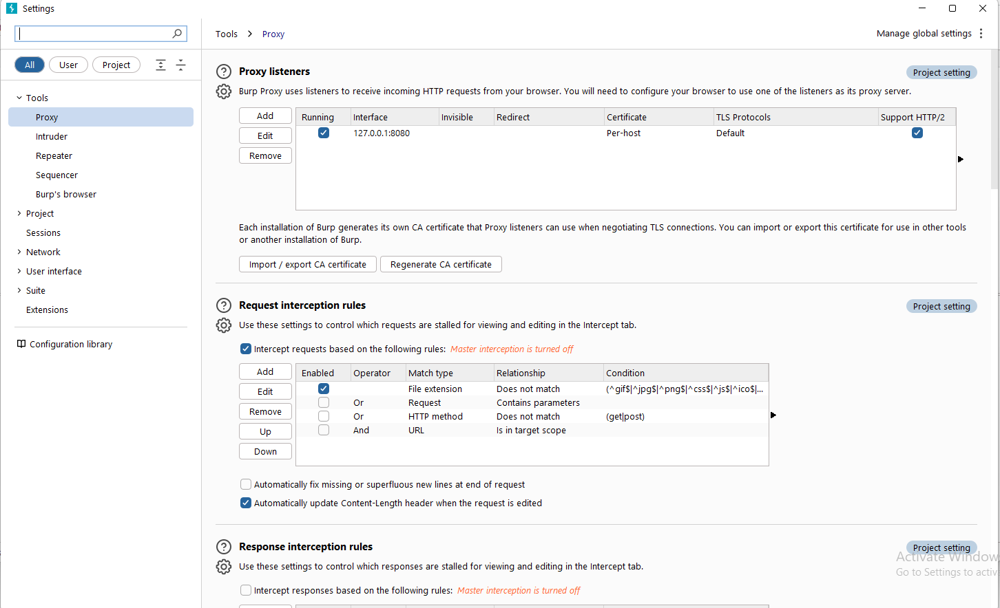 Settings
Tools > Proxy
Manage global settings
All
User
Project
Tools
Proxy
Intruder
Repeater
Sequencer
Burp's browser
Project
Sessions
Network
User interface
Suite
Extensions
Configuration library
Proxy listeners
Project setting
Burp Proxy uses listeners to receive incoming HTTP requests from your browser. You will need to configure your browser to use one of the listeners as its proxy server.
Add
Edit
Remove
Running Interface Invisible Redirect Certificate TLS Protocols Support HTTP/2
127.0.0.1:8080 Per-host Default
Each installation of Burp generates its own CA certificate that Proxy listeners can use when negotiating TLS connections. You can import or export this certificate for use in other tools
or another installation of Burp.
Import / export CA certificate
Regenerate CA certificate
Request interception rules
Project setting
Use these settings to control which requests are stalled for viewing and editing in the Intercept tab.
Intercept requests based on the following rules: Master interception is turned off
Add
Edit
Remove
Up
Down
Enabled Operator Match type Relationship Condition
File extension Does not match (^gif$|^jpg$|^png$|^css$|^js$|^ico$|...
Or Request Contains parameters
Or HTTP method Does not match (get|post)
And URL Is in target scope
Automatically fix missing or superfluous new lines at end of request
Automatically update Content-Length header when the request is edited
Response interception rules
Project setting
Use these settings to control which responses are stalled for viewing and editing in the Intercept tab.
Intercept responses based on the following rules: Master interception is turned off
Activate Window
Go to Settings to activ